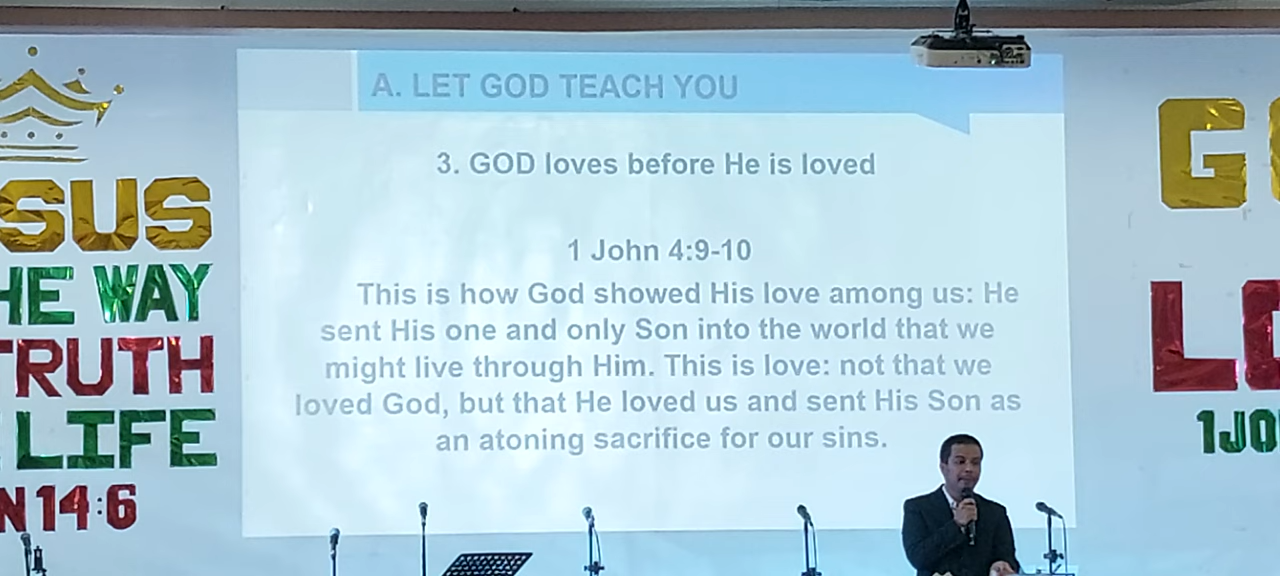 SUS
HE WAY
TRUTH
LIFE
N 14:6
A. LET GOD TEACH YOU
3. GOD loves before He is loved
1 John 4:9-10
This is how God showed His love among us: He
sent His one and only Son into the world that we
might live through Him. This is love: not that we
loved God, but that He loved us and sent His Son as
an atoning sacrifice for our sins.
G
L
1JO